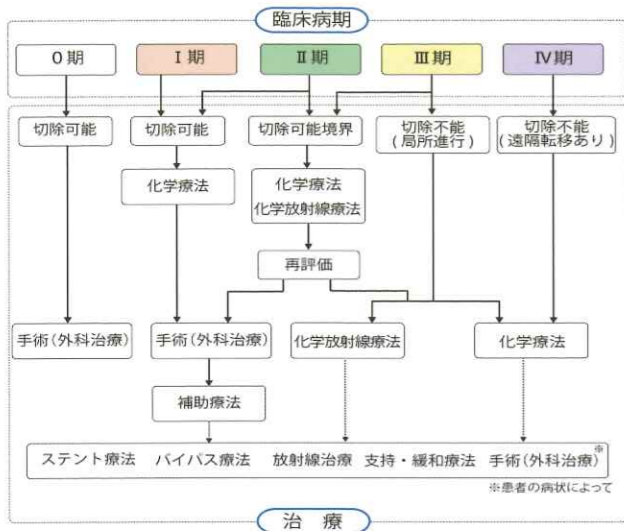 臨床病期
0期
Ⅰ期
Ⅱ期
Ⅲ期
Ⅳ期
切除可能
切除可能
切除可能境界
切除不能
(局所進行)
切除不能
(遠隔転移あり)
化学療法
化学療法
化学放射線療法
再評価
手術(外科治療)
手術(外科治療)
化学放射線療法
化学療法
補助療法
ステント療法 バイパス療法 放射線治療 支持・緩和療法 手術(外科治療)※
※患者の病状によって
治 療